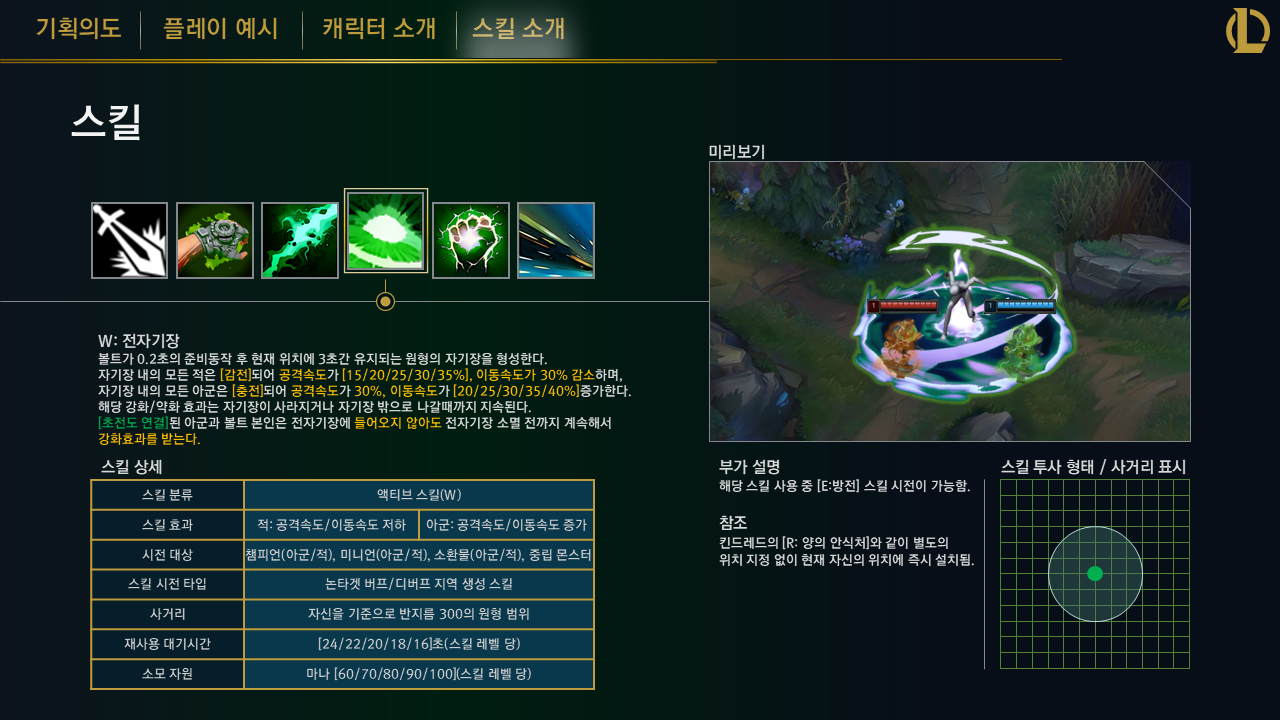 기획의도
플레이 예시
캐릭터 소개
스킬 소개
스킬
미리보기
1
1
W: 전자기장
볼트가 0.2초의 준비동작 후 현재 위치에 3초간 유지되는 원형의 자기장을 형성한다.
자기장 내의 모든 적은 [감전]되어 공격속도가 [15/20/25/30/35%], 이동속도가 30% 감소하며,
자기장 내의 모든 아군은 [충전]되어 공격속도가 30%, 이동속도가 [20/25/30/35/40%]증가한다.
해당 강화/약화 효과는 자기장이 사라지거나 자기장 밖으로 나갈때까지 지속된다.
[초전도 연결]된 아군과 볼트 본인은 전자기장에 들어오지 않아도 전자기장 소멸 전까지 계속해서
강화효과를 받는다.
스킬 상세
스킬 분류 액티브 스킬(W)
스킬 효과 적: 공격속도/이동속도 저하 아군: 공격속도/이동속도 증가
시전 대상 챔피언(아군/적), 미니언(아군/적), 소환물(아군/적), 중립 몬스터
스킬 시전 타입 논타겟 버프/디버프 지역 생성 스킬
사거리 자신을 기준으로 반지름 300의 원형 범위
재사용 대기시간 [24/22/20/18/16]초(스킬 레벨 당)
소모 자원 마나 [60/70/80/90/100](스킬 레벨 당)
부가 설명
해당 스킬 사용 중 [E:방전] 스킬 시전이 가능함.
참조
킨드레드의 [R: 양의 안식처]와 같이 별도의
위치 지정 없이 현재 자신의 위치에 즉시 설치됨.
스킬 투사 형태 / 사거리 표시